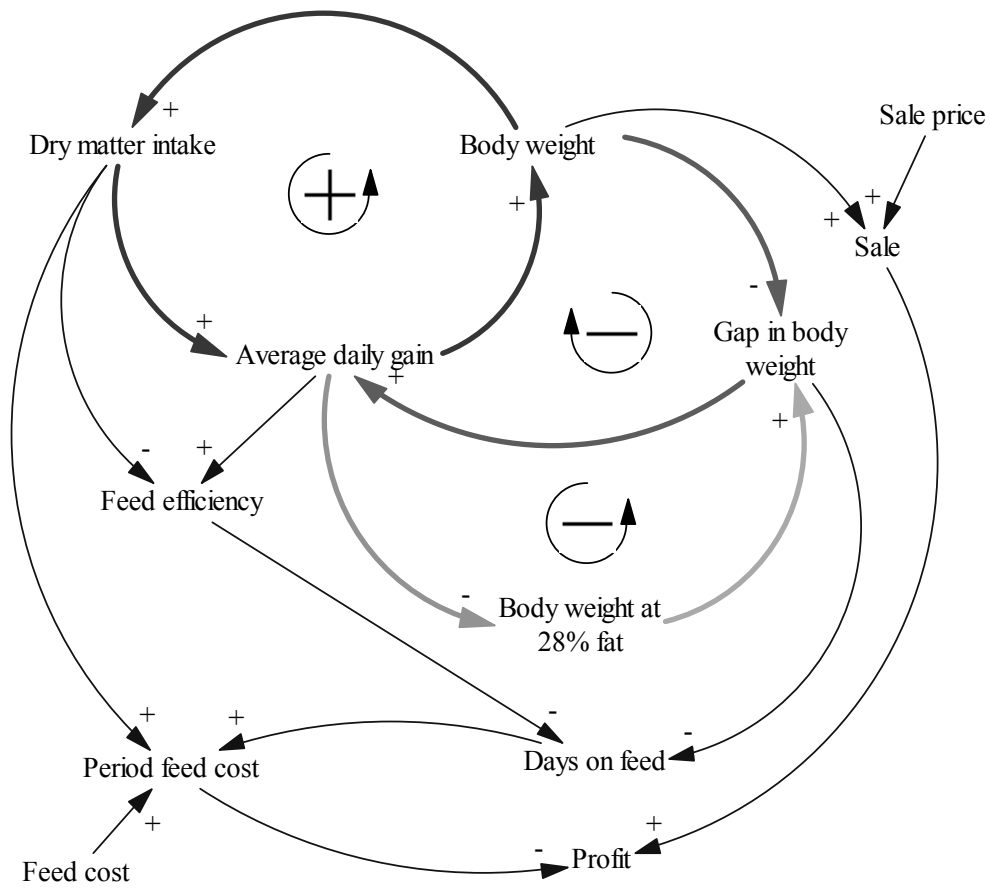 +
Sale price
Dry matter intake
Body weight
+
+
+
+
Sale
-
+
+
Average daily gain
Gap in body
weight
−
+
+
-
+
Feed efficiency
−
-
Body weight at
28% fat
+
+
-
-
Days on feed
Period feed cost
+
+
-
Profit
Feed cost